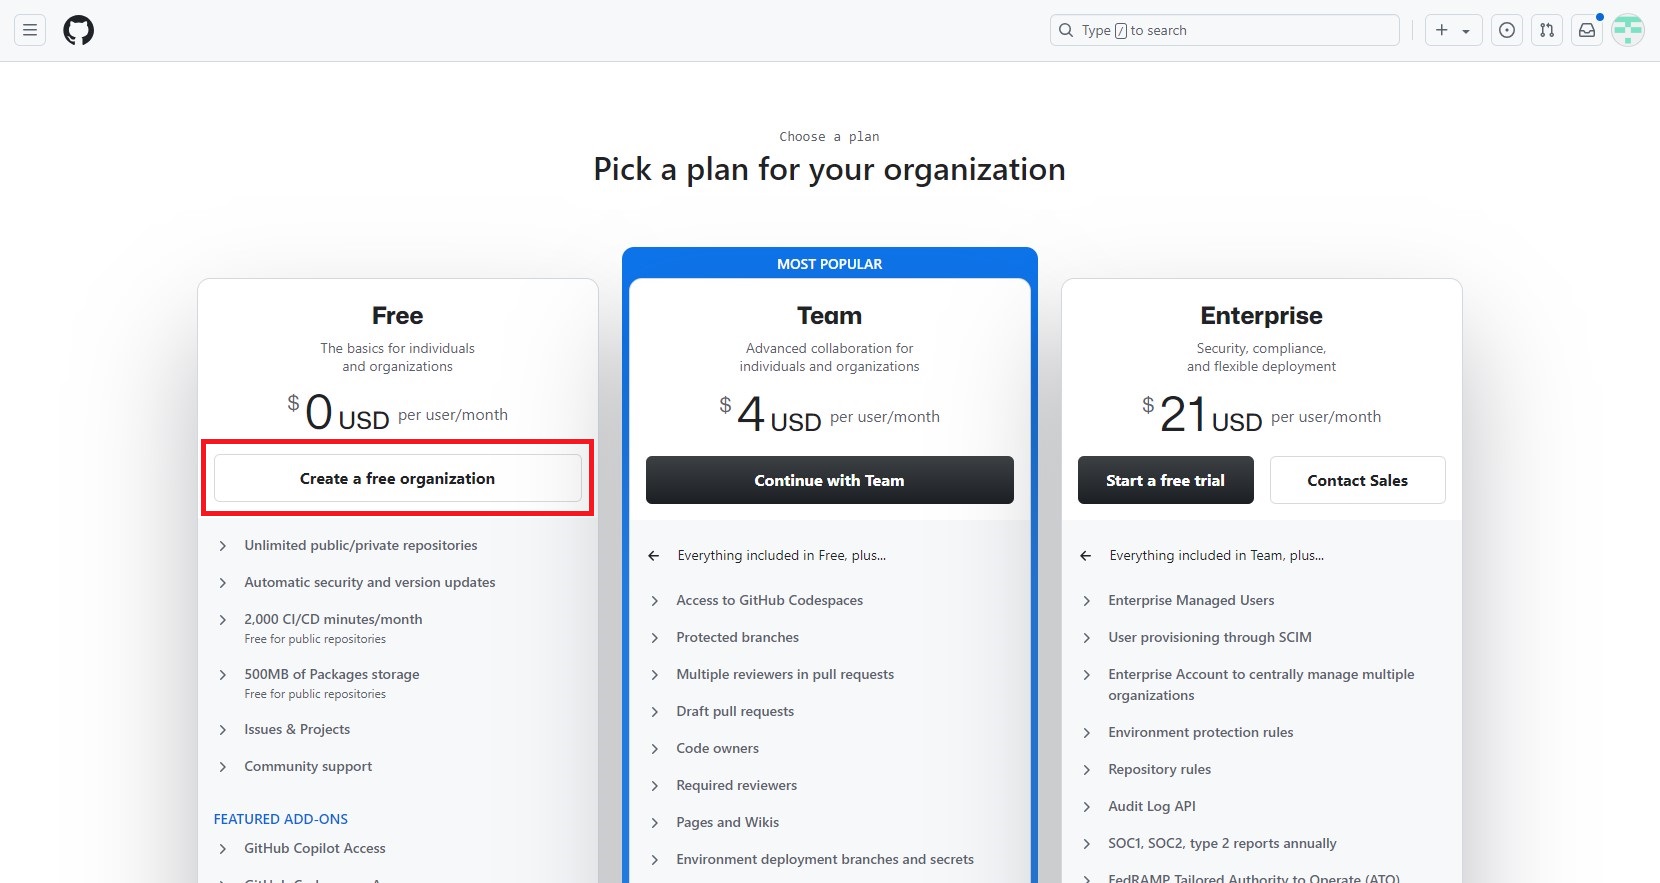 Type / to search
Choose a plan
Pick a plan for your organization
Free
The basics for individuals
and organizations
$ 0 USD per user/month
Create a free organization
Unlimited public/private repositories
Automatic security and version updates
2,000 CI/CD minutes/month
Free for public repositories
500MB of Packages storage
Free for public repositories
Issues & Projects
Community support
FEATURED ADD-ONS
GitHub Copilot Access
MOST POPULAR
Team
Advanced collaboration for
individuals and organizations
$ 4 USD per user/month
Continue with Team
Everything included in Free, plus...
Access to GitHub Codespaces
Protected branches
Multiple reviewers in pull requests
Draft pull requests
Code owners
Required reviewers
Pages and Wikis
Environment deployment branches and secrets
Enterprise
Security, compliance,
and flexible deployment
$ 21 USD per user/month
Start a free trial
Contact Sales
Everything included in Team, plus...
Enterprise Managed Users
User provisioning through SCIM
Enterprise Account to centrally manage multiple
organizations
Environment protection rules
Repository rules
Audit Log API
SOC1, SOC2, type 2 reports annually
FedRAMP Tailored Authority to Operate (ATO)